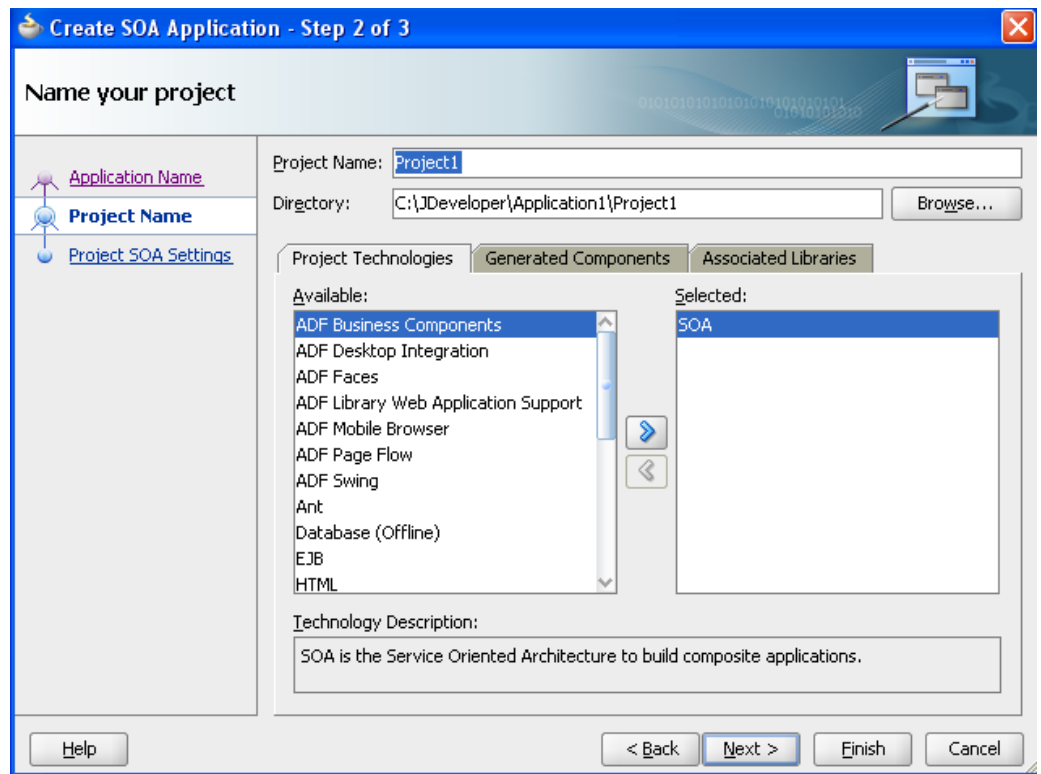 Create SOA Application - Step 2 of 3
Name your project
Application Name
Project Name
Project SOA Settings
Project Name: Project1
Directory: C:\JDeveloper\Application1\Project1 Browse...
Project Technologies Generated Components Associated Libraries
Available: Selected:
ADF Business Components SOA
ADF Desktop Integration
ADF Faces
ADF Library Web Application Support
ADF Mobile Browser
ADF Page Flow
ADF Swing
Ant
Database (Offline)
EJB
HTML
Technology Description:
SOA is the Service Oriented Architecture to build composite applications.
Help < Back Next > Finish Cancel